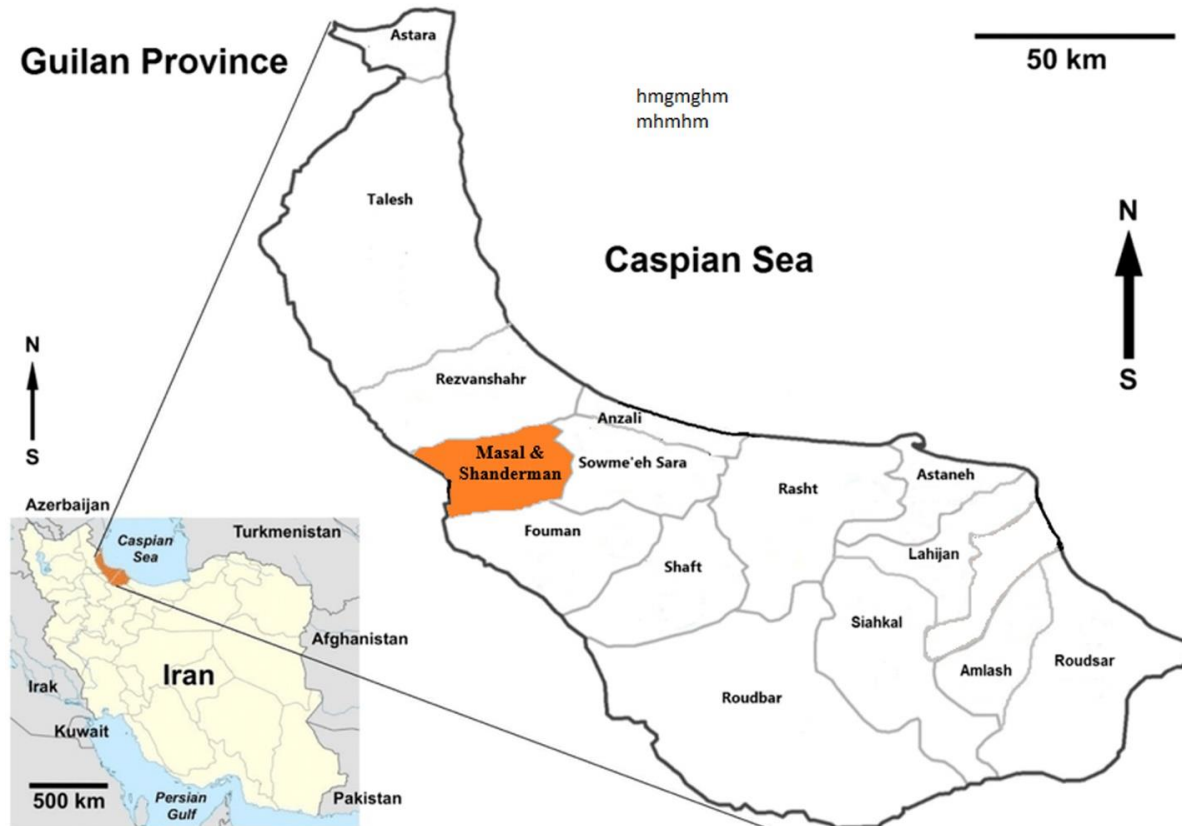 Guilan Province
Astara
50 km
hmgmghm
mhmhm
Talesh
N
S
Caspian Sea
Rezvanshahr
Anzali
Masal &
Shanderman
Sowme'eh Sara
Rasht
Astaneh
Fouman
Shaft
Lahijan
Siahkal
Amlash
Roudsar
Roudbar
N
S
Azerbaijan
Caspian
Sea
Turkmenistan
Afghanistan
Iran
Irak
Kuwait
500 km
Persian
Gulf
Pakistan